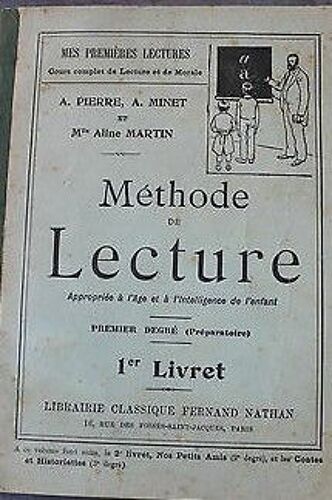 MES PREMIÈRES LECTURES
Cours complet de Lecture et de Morale
A. PIERRE, A. MINET
ET
Mlle Aline MARTIN
Méthode
DE
Lecture
Appropriée à l'âge et à l'Intelligence de l'enfant
PREMIER DEGRÉ (Préparatoire)
1er Livret
LIBRAIRIE CLASSIQUE FERNAND NATHAN
16, RUE DES FOSSÉS-SAINT-JACQUES, PARIS
A ce volume font suite, le 2e livret, Nos Petits Amis (2e degré), et les Contes
et Historiettes (3e degré)